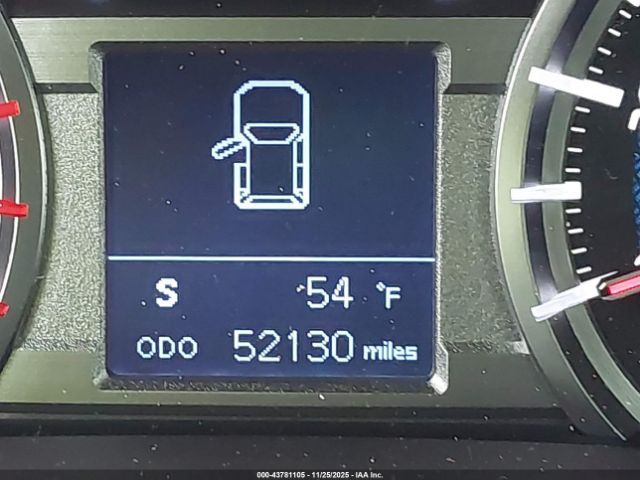 S 54 °F
ODO 52130 miles
000-43781105 - 11/25/2025 - IAA Inc.